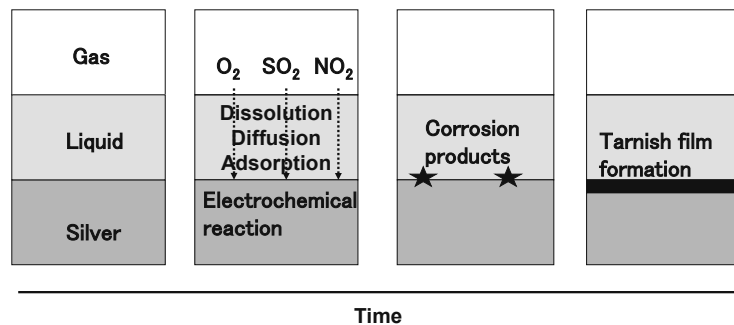 Gas
Liquid
Silver
O₂ SO₂ NO₂
Dissolution
Diffusion
Adsorption
Electrochemical
reaction
Corrosion
products
Tarnish film
formation
Time